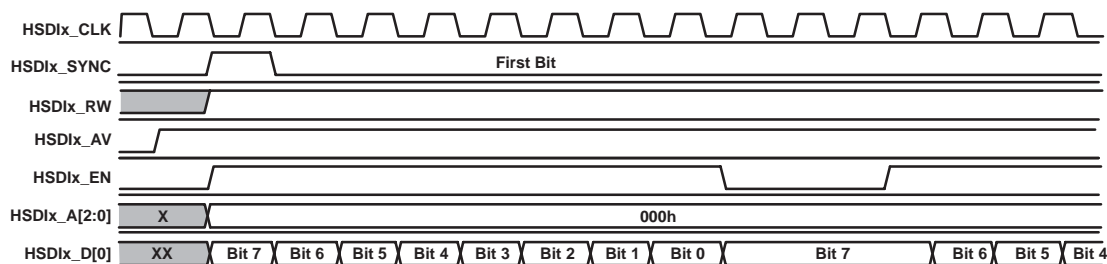 HSDIx_CLK
HSDIx_SYNC First Bit
HSDIx_RW
HSDIx_AV
HSDIx_EN
HSDIx_A[2:0] X 000h
HSDIx_D[0] XX Bit 7 Bit 6 Bit 5 Bit 4 Bit 3 Bit 2 Bit 1 Bit 0 Bit 7 Bit 6 Bit 5 Bit 4